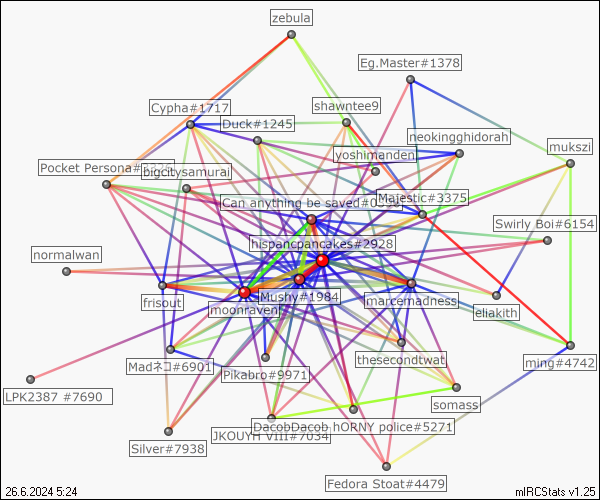 zebula
Eg.Master#1378
Cypha#1717
shawntee9
Duck#1245
neokingghidorah
mukszi
yoshimanden
Pocket Persona#
bigcitysamurai
Can anything be saved#0
Majestic#3375
Swirly Boi#6154
hispancpancakes#2928
normalwan
frisout
Mushy#1984
marcemadness
moonraven
eliakith
Madネコ#6901
thesecondtwat
ming#4742
Pikabro#9971
LPK2387 #7690
somass
DacobDacob hORNY police#5271
JKOUYH VIII#7034
Silver#7938
Fedora Stoat#4479
26.6.2024 5:24
mIRCStats v1.25